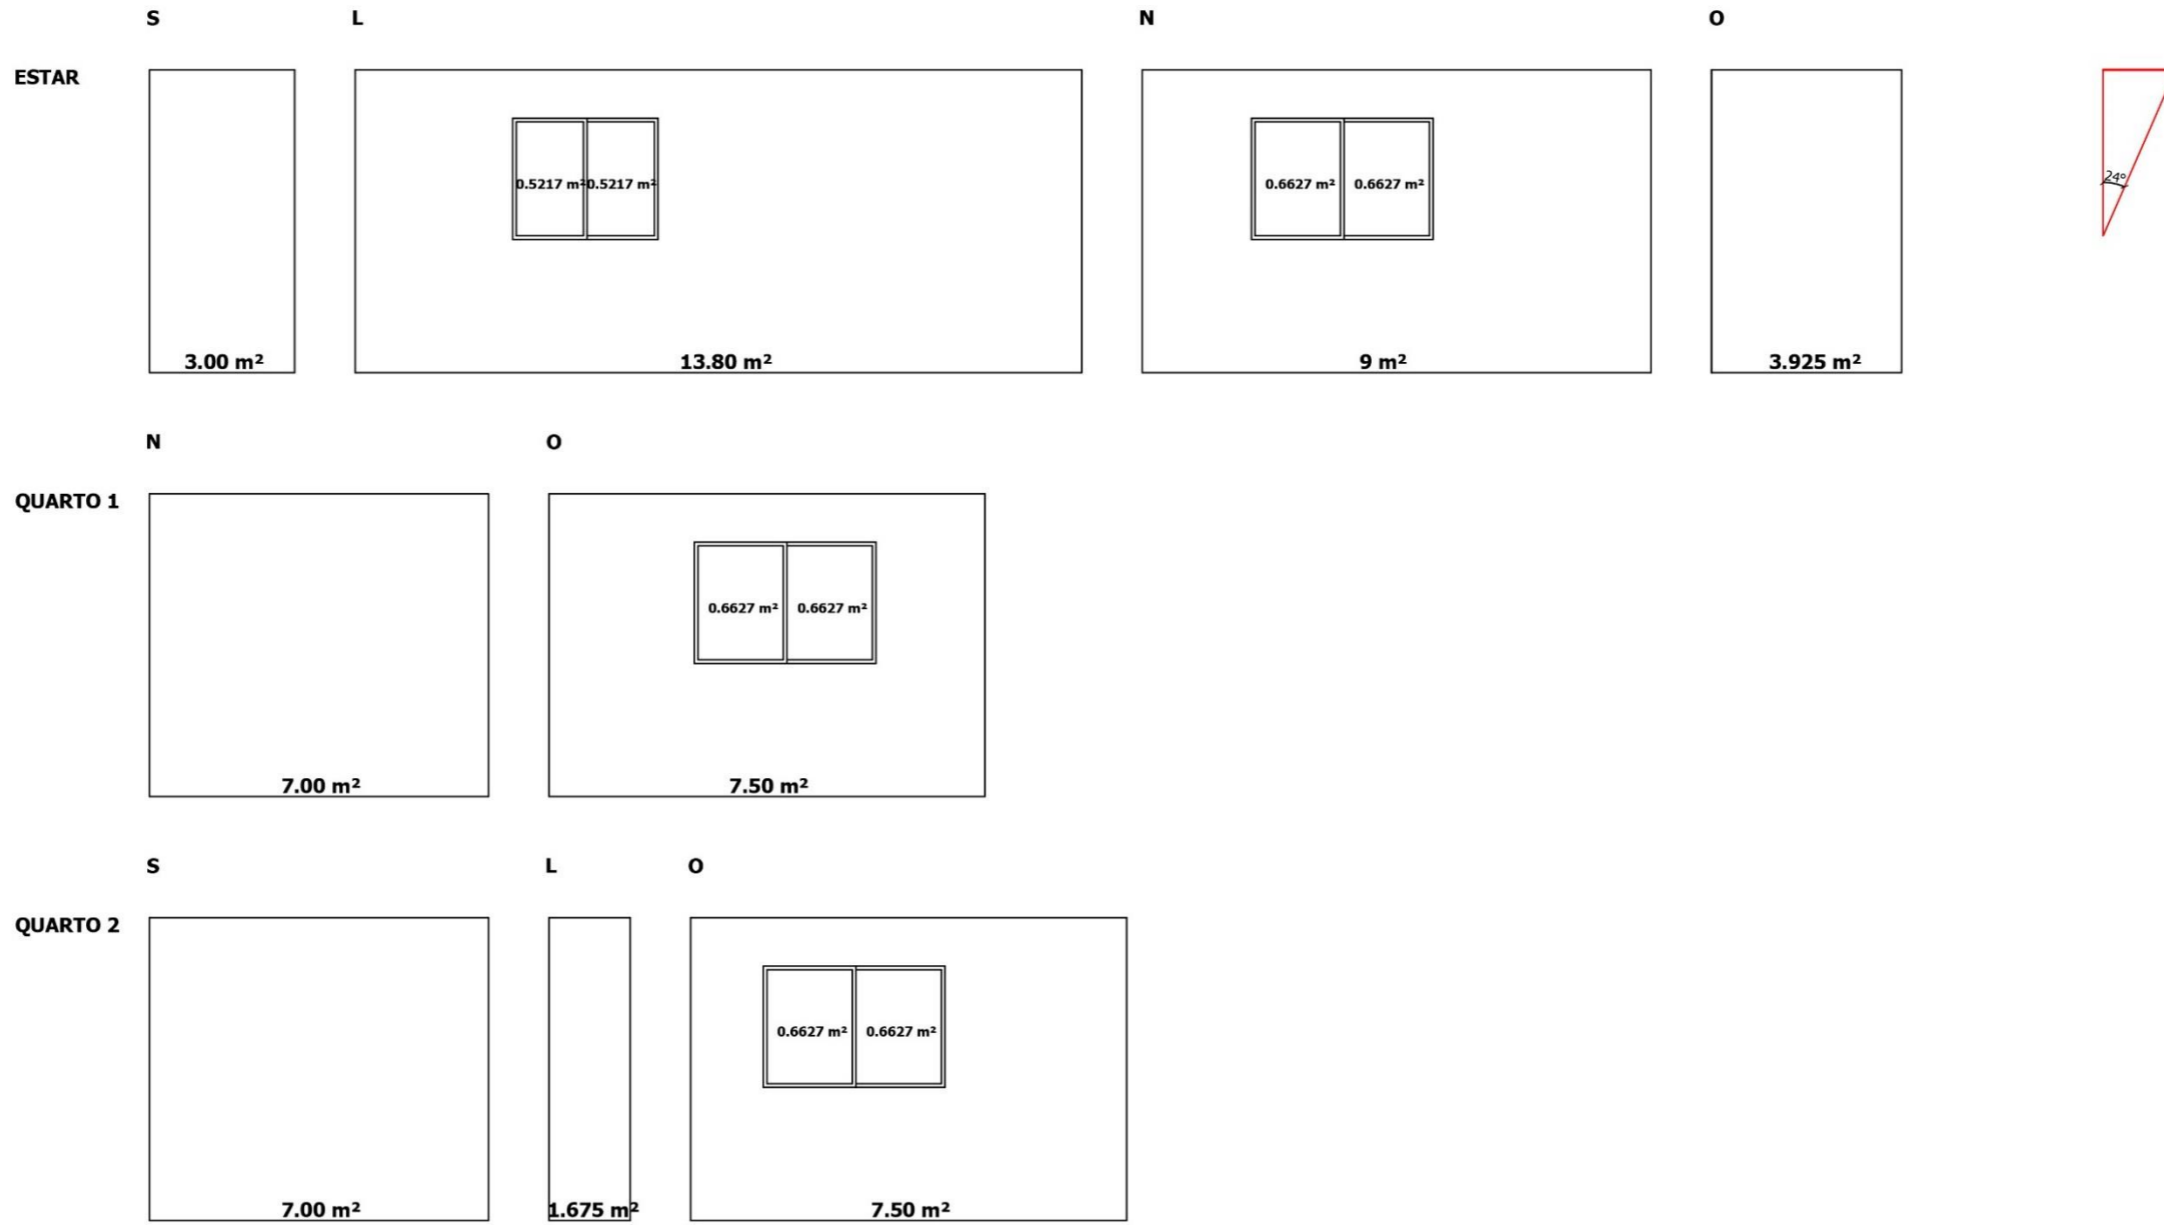 S L N O
ESTAR
0.5217 m² 0.5217 m² 0.6627 m² 0.6627 m²
24°
3.00 m² 13.80 m² 9 m² 3.925 m²
N O
QUARTO 1
0.6627 m² 0.6627 m²
7.00 m² 7.50 m²
S L O
QUARTO 2
0.6627 m² 0.6627 m²
7.00 m² 1.675 m² 7.50 m²